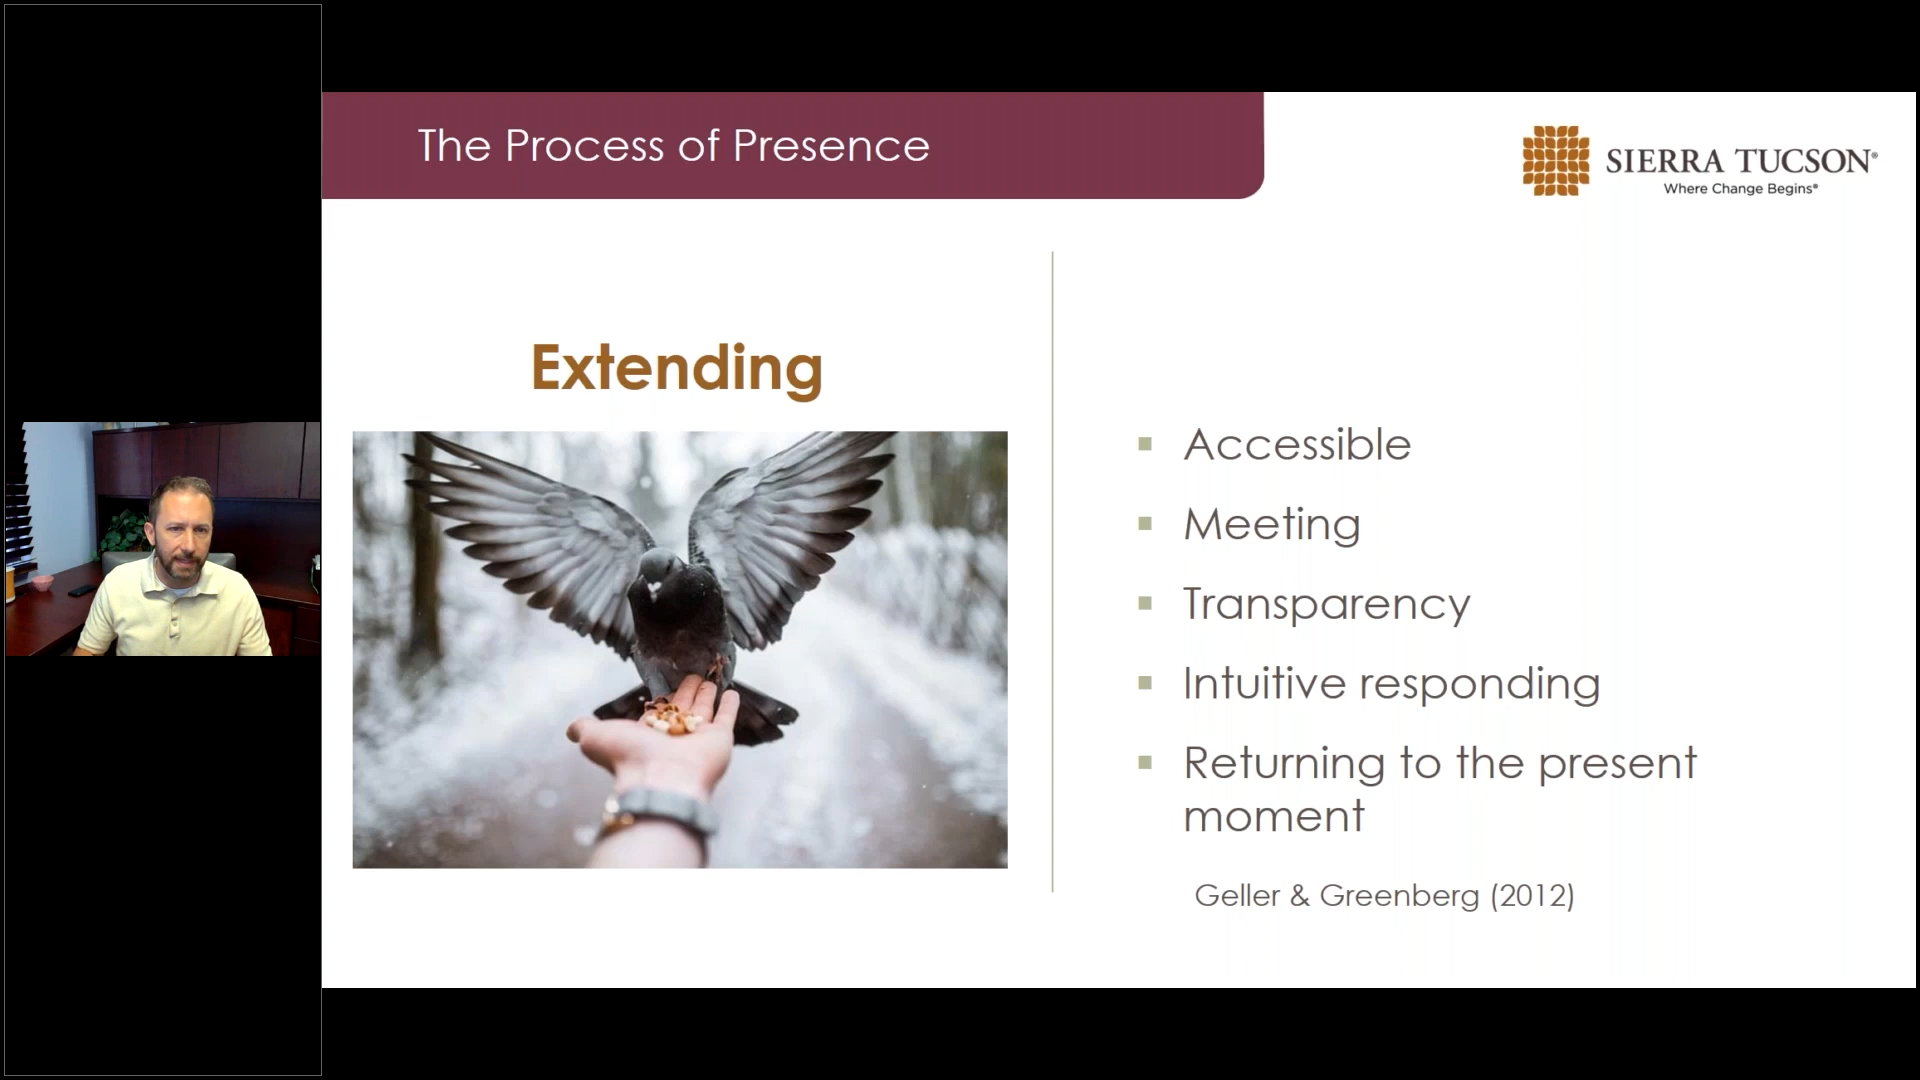 The Process of Presence
SIERRA TUCSON®
Where Change Begins®
Extending
Accessible
Meeting
Transparency
Intuitive responding
Returning to the present
moment
Geller & Greenberg (2012)